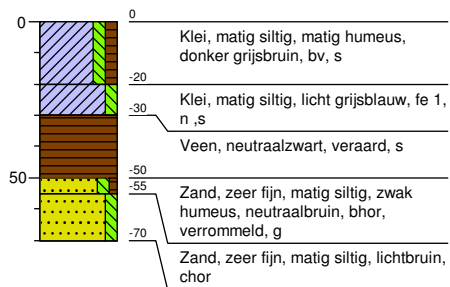 0
0
Klei, matig siltig, matig humeus,
donker grijsbruin, bv, s
-20
Klei, matig siltig, licht grijsblauw, fe 1,
n ,s
-30
Veen, neutraalzwart, veraard, s
50
-50
Zand, zeer fijn, matig siltig, zwak
humeus, neutraalbruin, bhor,
verrommeld, g
-55
Zand, zeer fijn, matig siltig, lichtbruin,
chor
-70